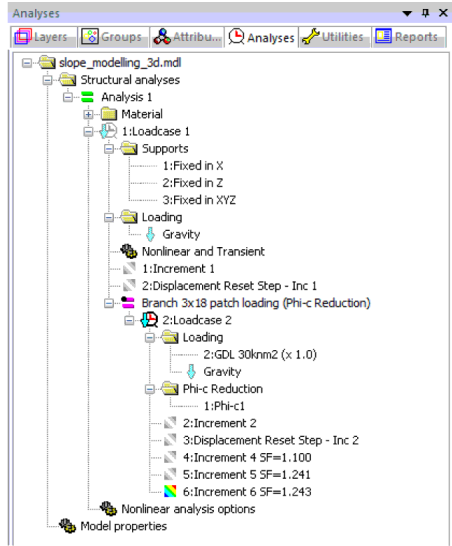 Analyses
Layers Groups Attribu... Analyses Utilities Reports
slope_modelling_3d.mdl
Structural analyses
Analysis 1
Material
1:Loadcase 1
Supports
1:Fixed in X
2:Fixed in Z
3:Fixed in XYZ
Loading
Gravity
Nonlinear and Transient
1:Increment 1
2:Displacement Reset Step - Inc 1
Branch 3x18 patch loading (Phi-c Reduction)
2:Loadcase 2
Loading
2:GDL 30knm2 (x 1.0)
Gravity
Phi-c Reduction
1:Phi-c1
2:Increment 2
3:Displacement Reset Step - Inc 2
4:Increment 4 SF=1.100
5:Increment 5 SF=1.241
6:Increment 6 SF=1.243
Nonlinear analysis options
Model properties